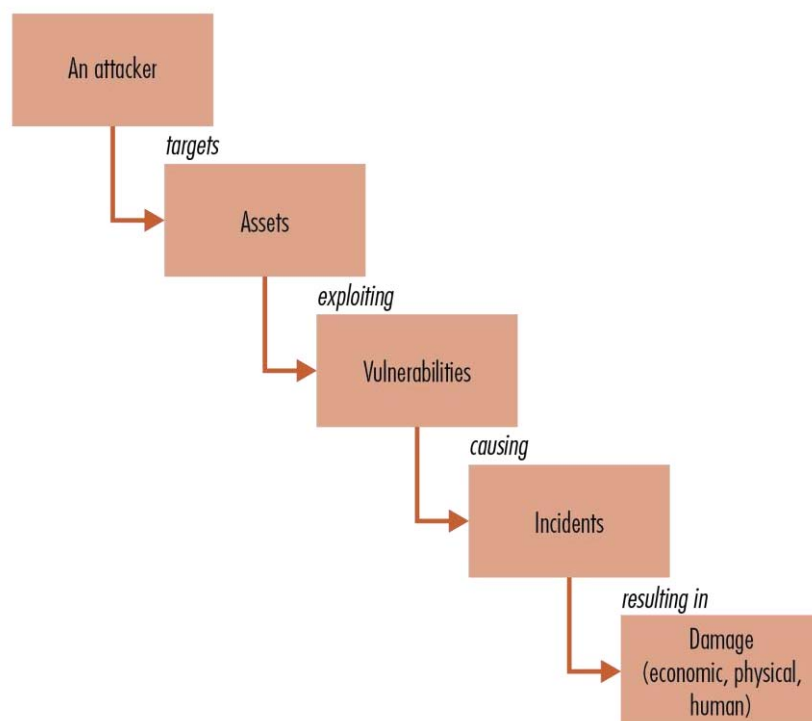 An attacker
targets
Assets
exploiting
Vulnerabilities
causing
Incidents
resulting in
Damage
(economic, physical,
human)